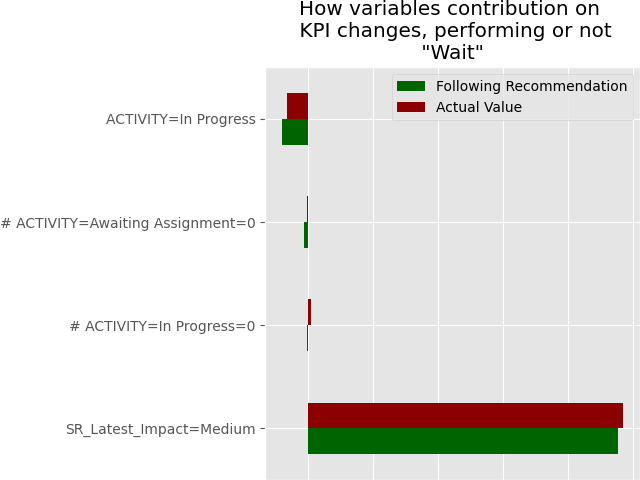 How variables contribution on
KPI changes, performing or not
"Wait"
Following Recommendation
Actual Value
ACTIVITY=In Progress
# ACTIVITY=Awaiting Assignment=0
# ACTIVITY=In Progress=0
SR_Latest_Impact=Medium